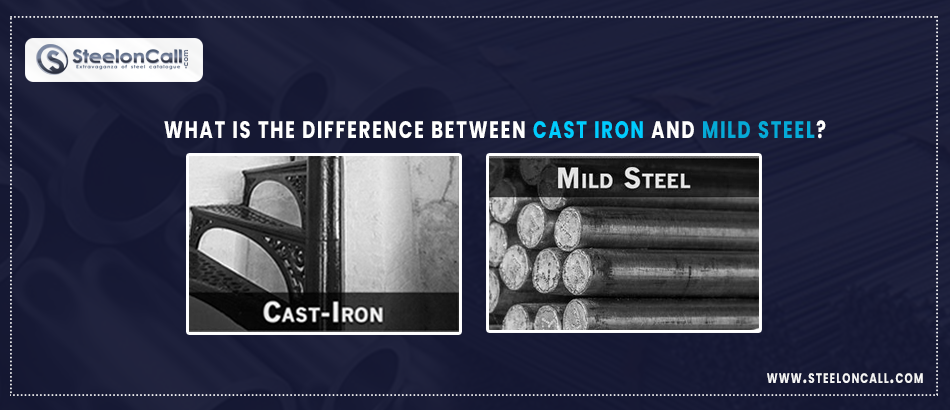 SteelonCall .com
Extravaganza of steel catalogue
WHAT IS THE DIFFERENCE BETWEEN CAST IRON AND MILD STEEL?
MILD STEEL
CAST-IRON
WWW.STEELONCALL.COM